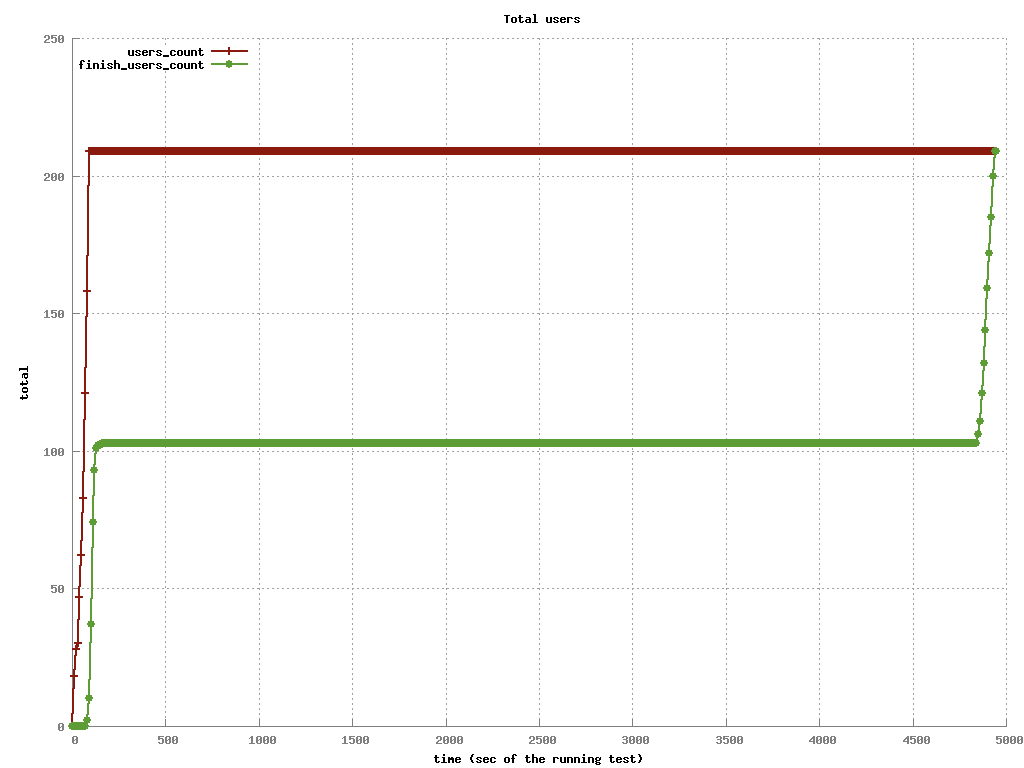 Total users
250
users_count
finish_users_count
200
150
total
100
50
0
0 500 1000 1500 2000 2500 3000 3500 4000 4500 5000
time (sec of the running test)